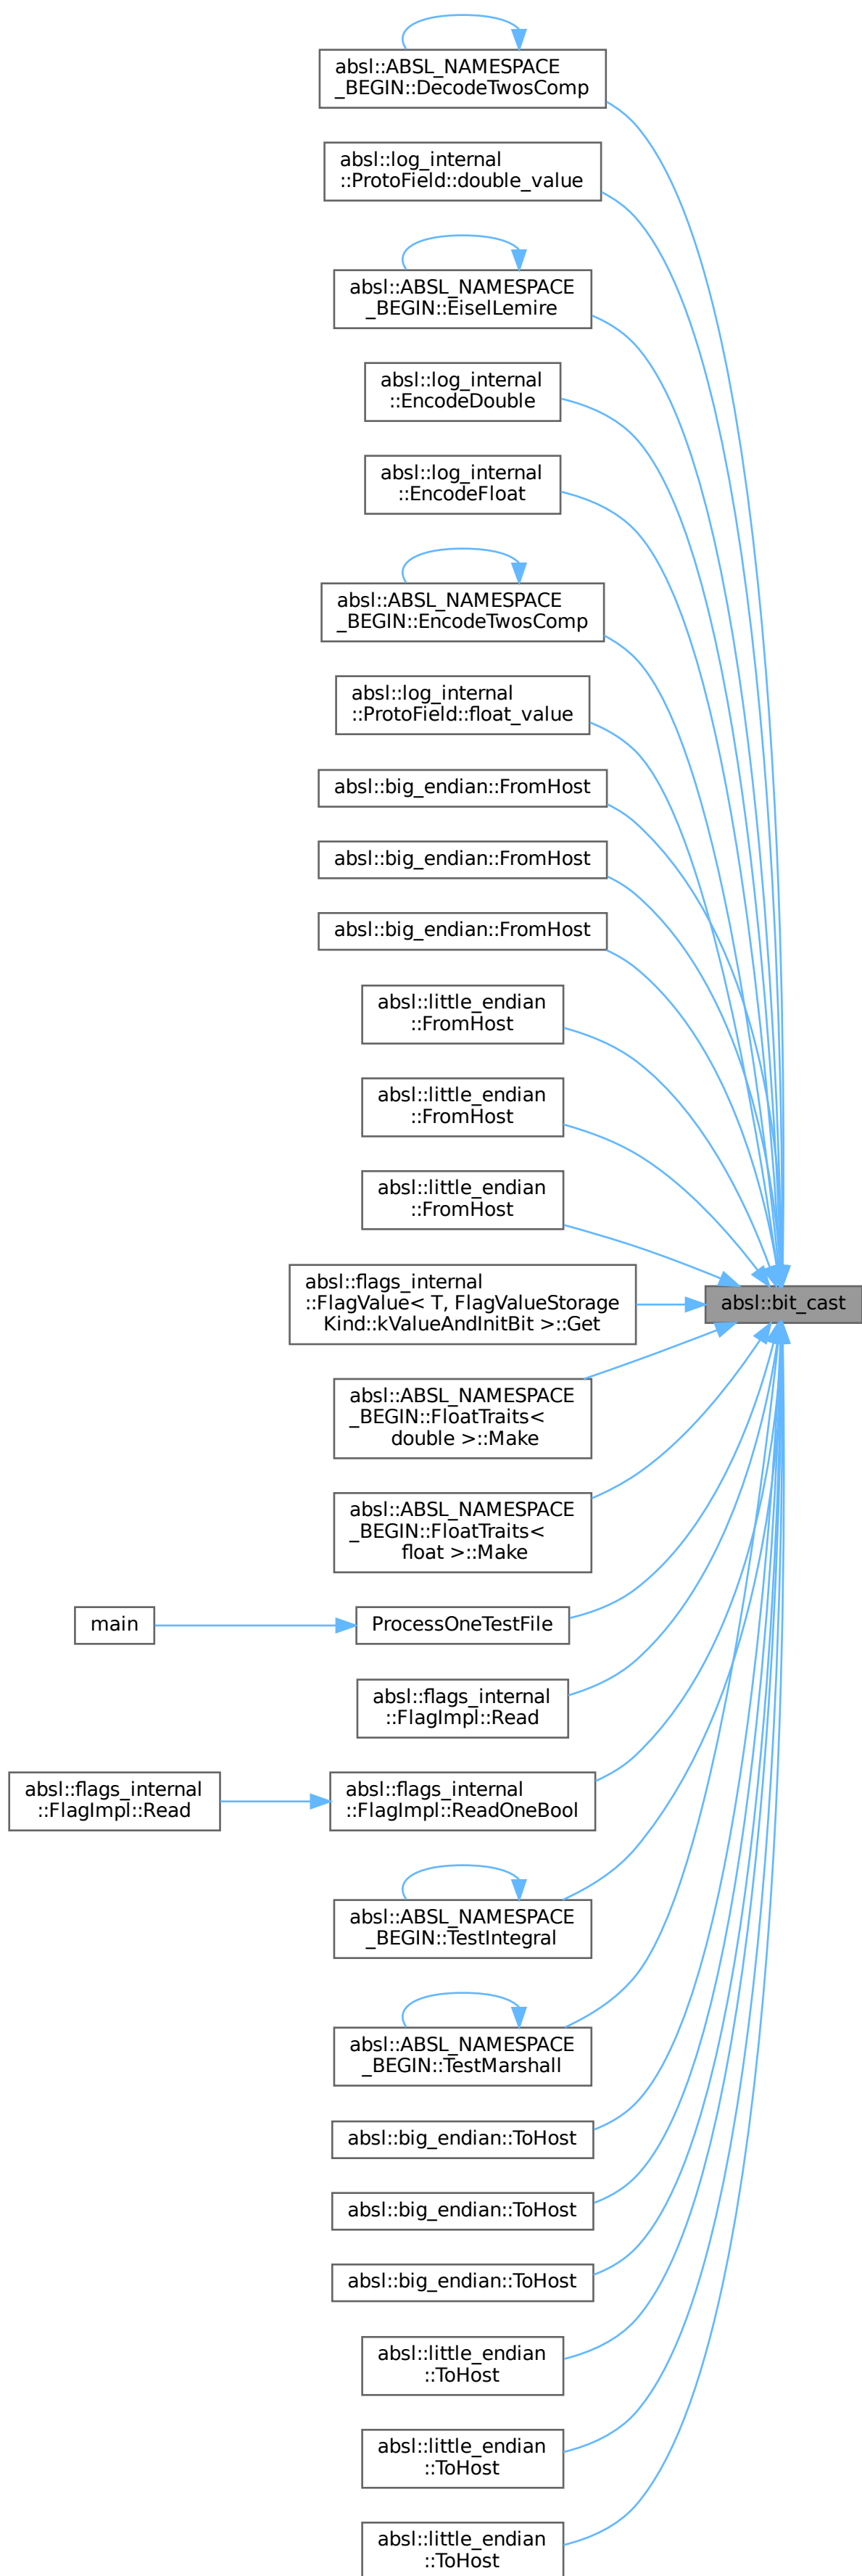 absl::ABSL_NAMESPACE
_BEGIN::DecodeTwosComp
absl::log_internal
::ProtoField::double_value
absl::ABSL_NAMESPACE
_BEGIN::EiselLemire
absl::log_internal
::EncodeDouble
absl::log_internal
::EncodeFloat
absl::ABSL_NAMESPACE
_BEGIN::EncodeTwosComp
absl::log_internal
::ProtoField::float_value
absl::big_endian::FromHost
absl::big_endian::FromHost
absl::big_endian::FromHost
absl::little_endian
::FromHost
absl::little_endian
::FromHost
absl::little_endian
::FromHost
absl::flags_internal
::FlagValue< T, FlagValueStorage
Kind::kValueAndInitBit >::Get
absl::bit_cast
absl::ABSL_NAMESPACE
_BEGIN::FloatTraits<
double >::Make
absl::ABSL_NAMESPACE
_BEGIN::FloatTraits<
float >::Make
main
ProcessOneTestFile
absl::flags_internal
::FlagImpl::Read
absl::flags_internal
::FlagImpl::Read
absl::flags_internal
::FlagImpl::ReadOneBool
absl::ABSL_NAMESPACE
_BEGIN::TestIntegral
absl::ABSL_NAMESPACE
_BEGIN::TestMarshall
absl::big_endian::ToHost
absl::big_endian::ToHost
absl::big_endian::ToHost
absl::little_endian
::ToHost
absl::little_endian
::ToHost
absl::little_endian
::ToHost